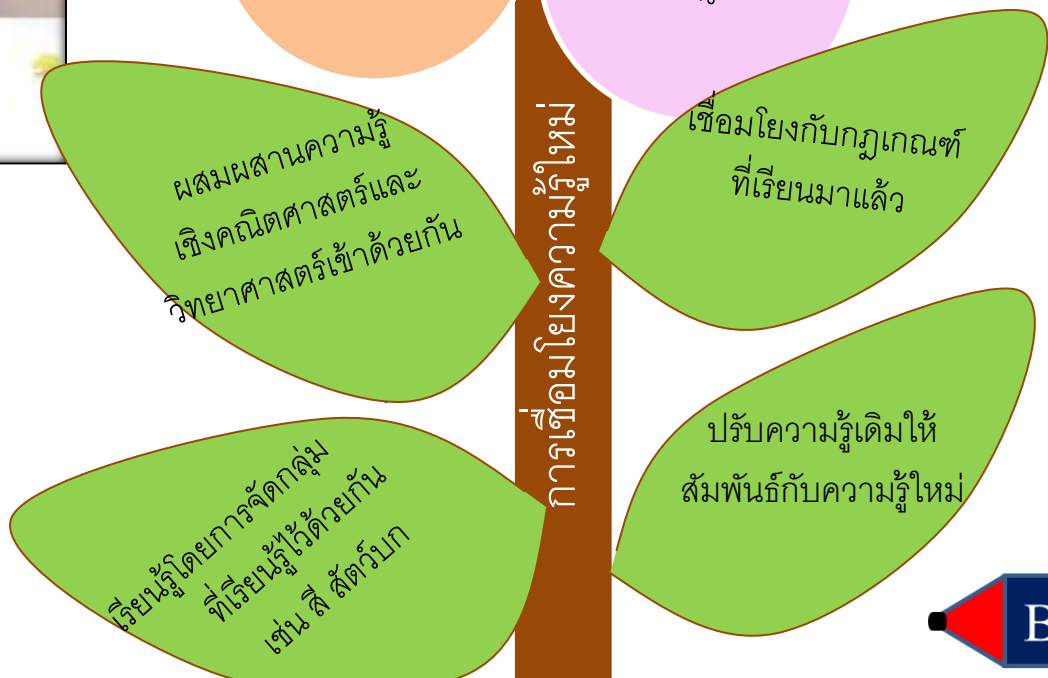 ผสมผสานความรู้
เชิงคณิตศาสตร์และ
วิทยาศาสตร์เข้าด้วยกัน
การเชื่อมโยงความรู้ใหม่
เชื่อมโยงกับกฎเกณฑ์
ที่เรียนมาแล้ว
เรียนรู้โดยการจัดกลุ่ม
ที่เรียนรู้ไว้ด้วยกัน
เช่น สี สัตว์บก
ปรับความรู้เดิมให้
สัมพันธ์กับความรู้ใหม่
B